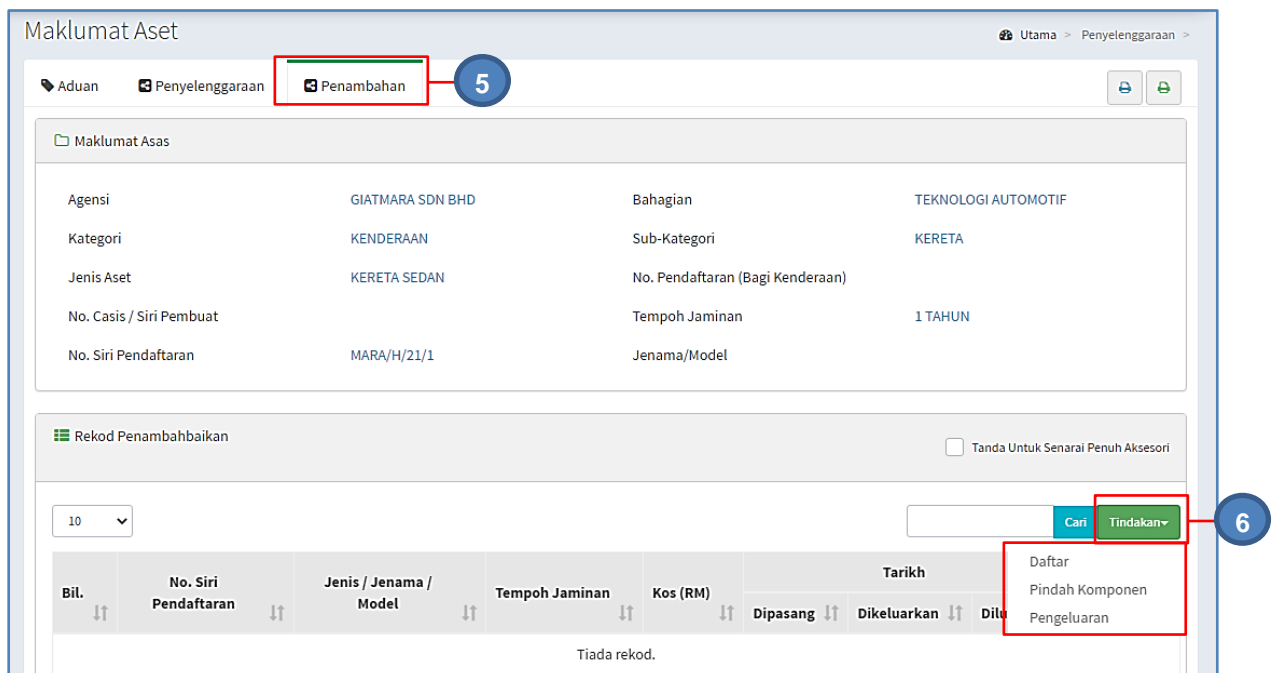 Maklumat Aset
Utama > Penyelenggaraan >
Aduan Penyelenggaraan Penambahan 5
Maklumat Asas
Agensi GIATMARA SDN BHD Bahagian TEKNOLOGI AUTOMOTIF
Kategori KENDERAAN Sub-Kategori KERETA
Jenis Aset KERETA SEDAN No. Pendaftaran (Bagi Kenderaan)
No. Casis / Siri Pembuat Tempoh Jaminan 1 TAHUN
No. Siri Pendaftaran MARA/H/21/1 Jenama/Model
Rekod Penambahbaikan
Tanda Untuk Senarai Penuh Aksesori
10 Cari Tindakan 6
Daftar
Pindah Komponen
Pengeluaran
Bil. No. Siri Pendaftaran Jenis / Jenama / Model Tempoh Jaminan Kos (RM) Tarikh
Dipasang Dikeluarkan
Tiada rekod.